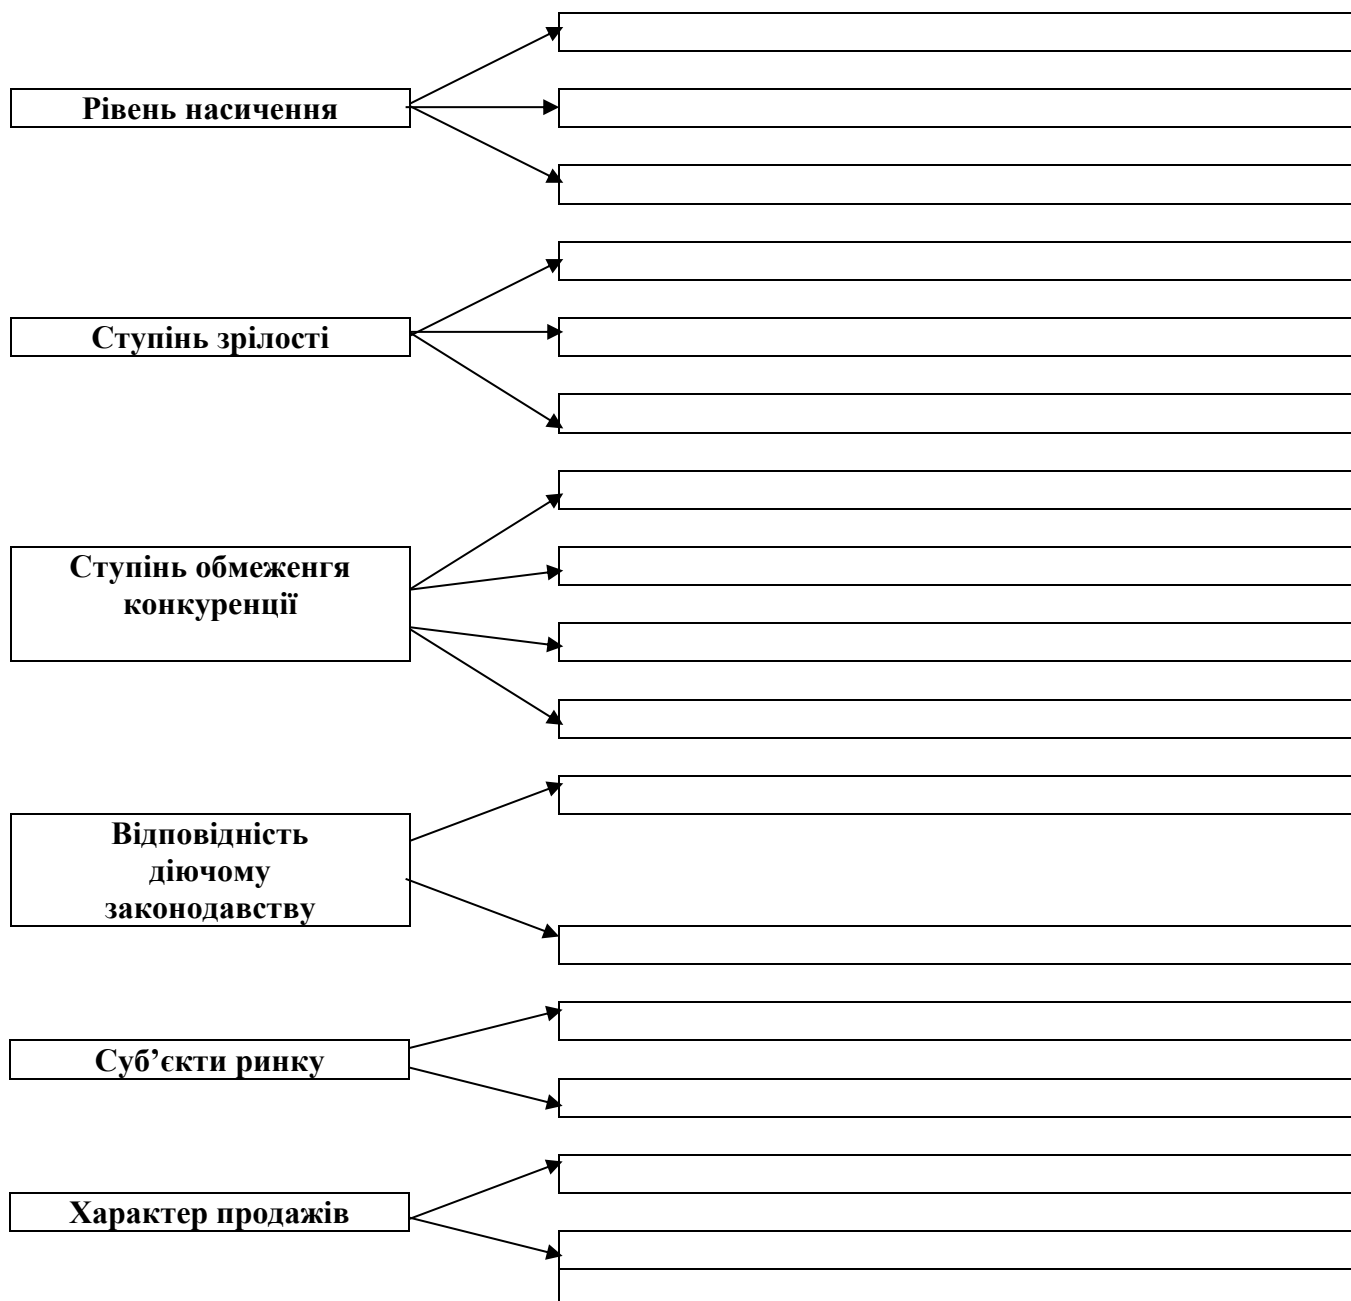 Рівень насичення
Ступінь зрілості
Ступінь обмеженгя
конкуренції
Відповідність
діючому
законодавству
Суб’єкти ринку
Характер продажів